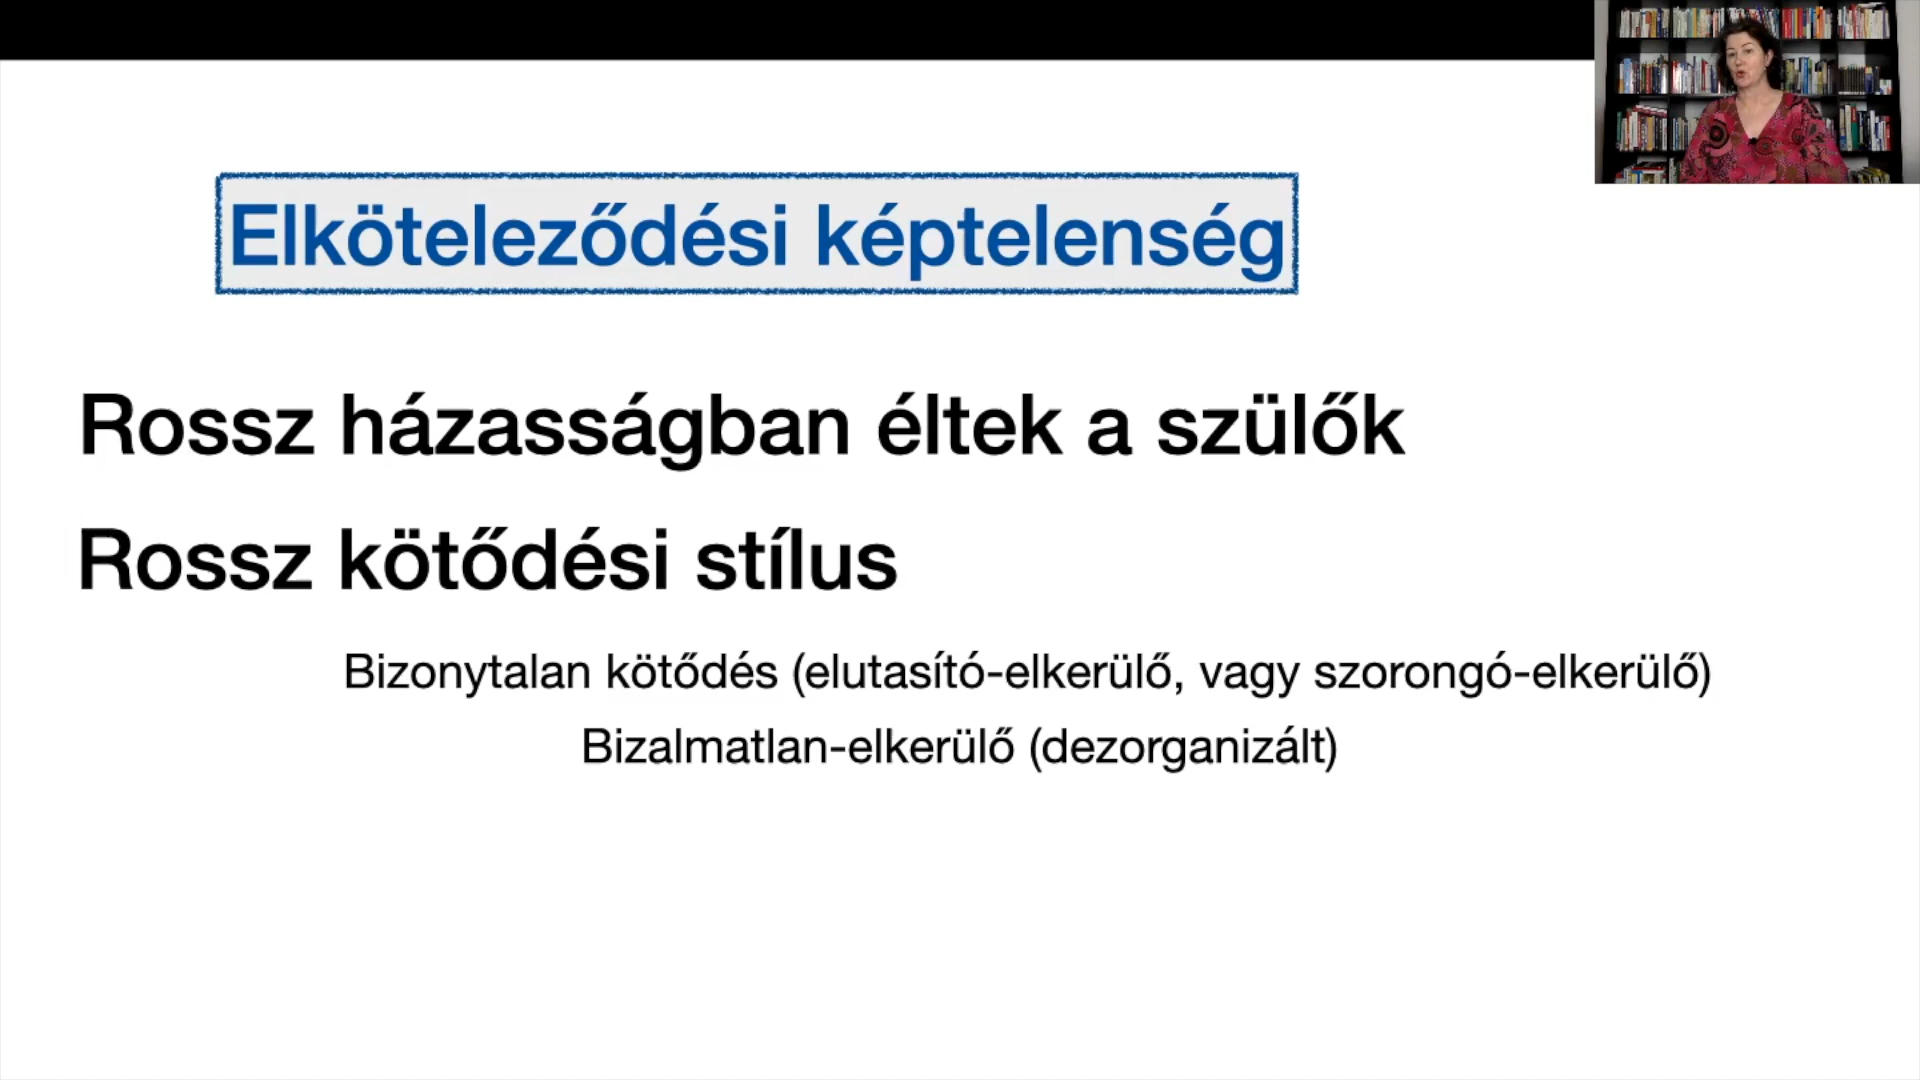 Elköteleződési képtelenség
Rossz házasságban éltek a szülők
Rossz kötődési stílus
Bizonytalan kötődés (elutasító-elkerülő, vagy szorongó-elkerülő)
Bizalmatlan-elkerülő (dezorganizált)